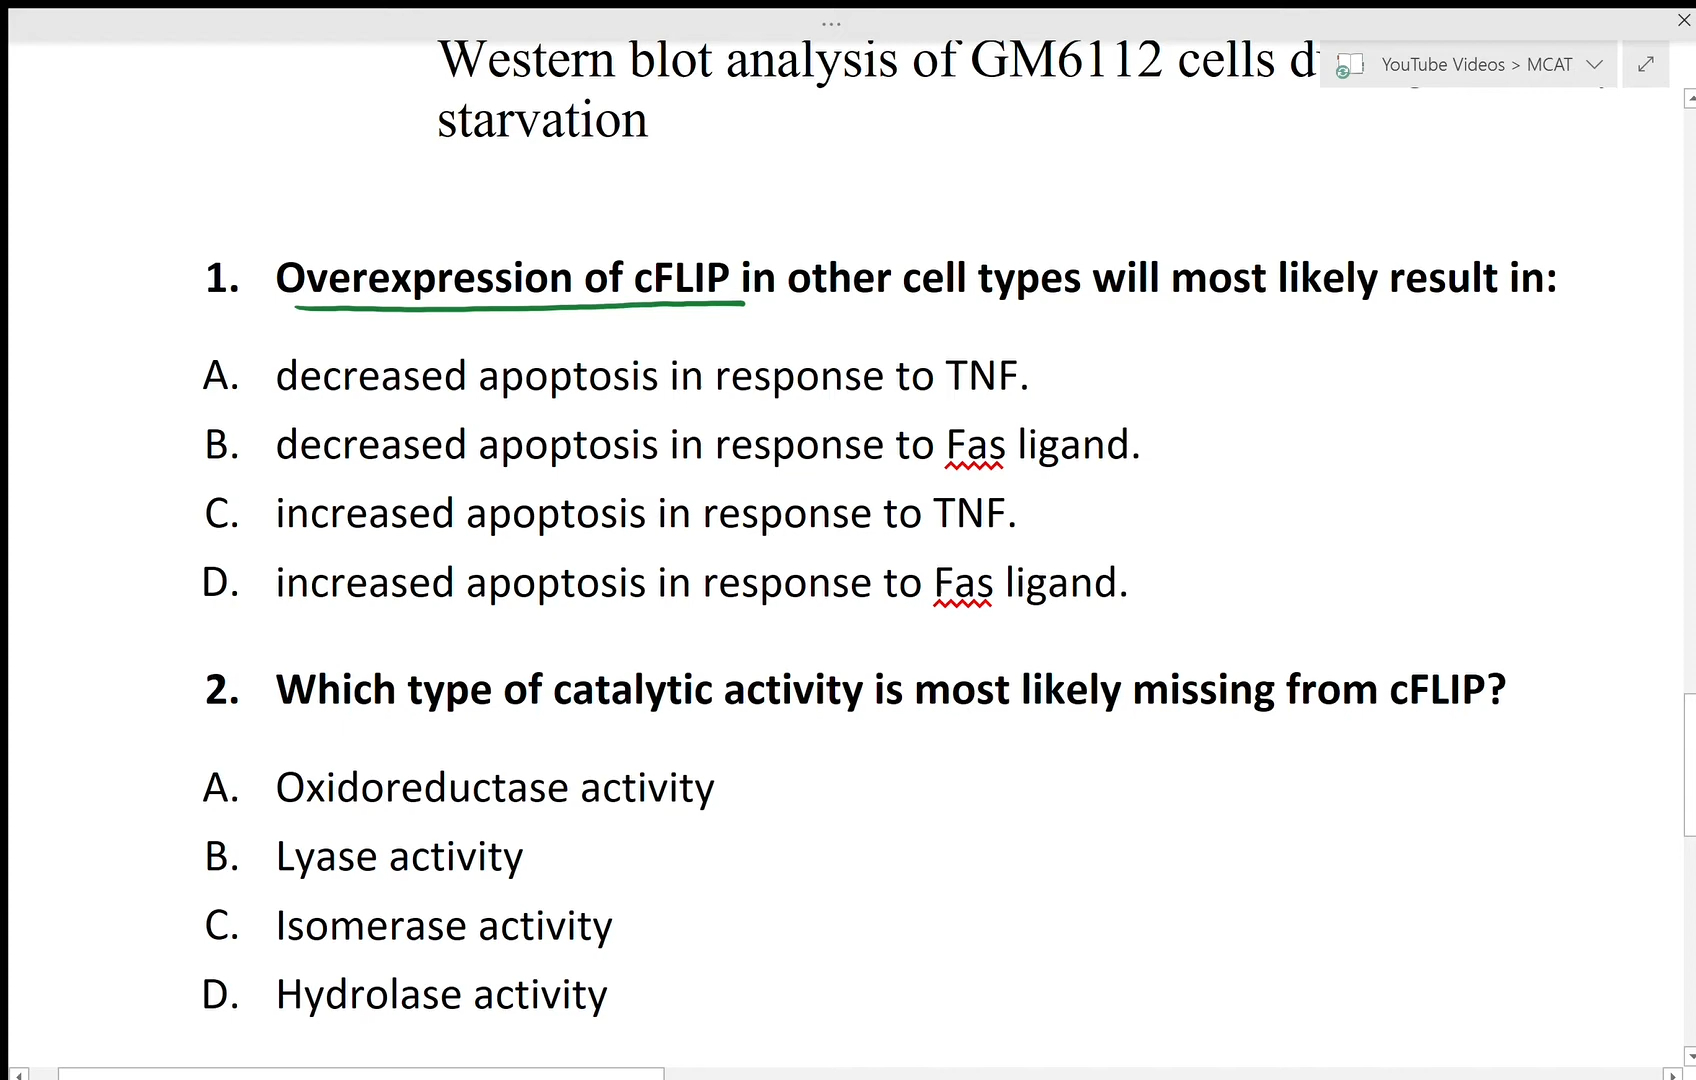 ...
Western blot analysis of GM6112 cells
YouTube Videos > MCAT
starvation
1. Overexpression of cFLIP in other cell types will most likely result in:
A. decreased apoptosis in response to TNF.
B. decreased apoptosis in response to Fas ligand.
C. increased apoptosis in response to TNF.
D. increased apoptosis in response to Fas ligand.
2. Which type of catalytic activity is most likely missing from cFLIP?
A. Oxidoreductase activity
B. Lyase activity
C. Isomerase activity
D. Hydrolase activity